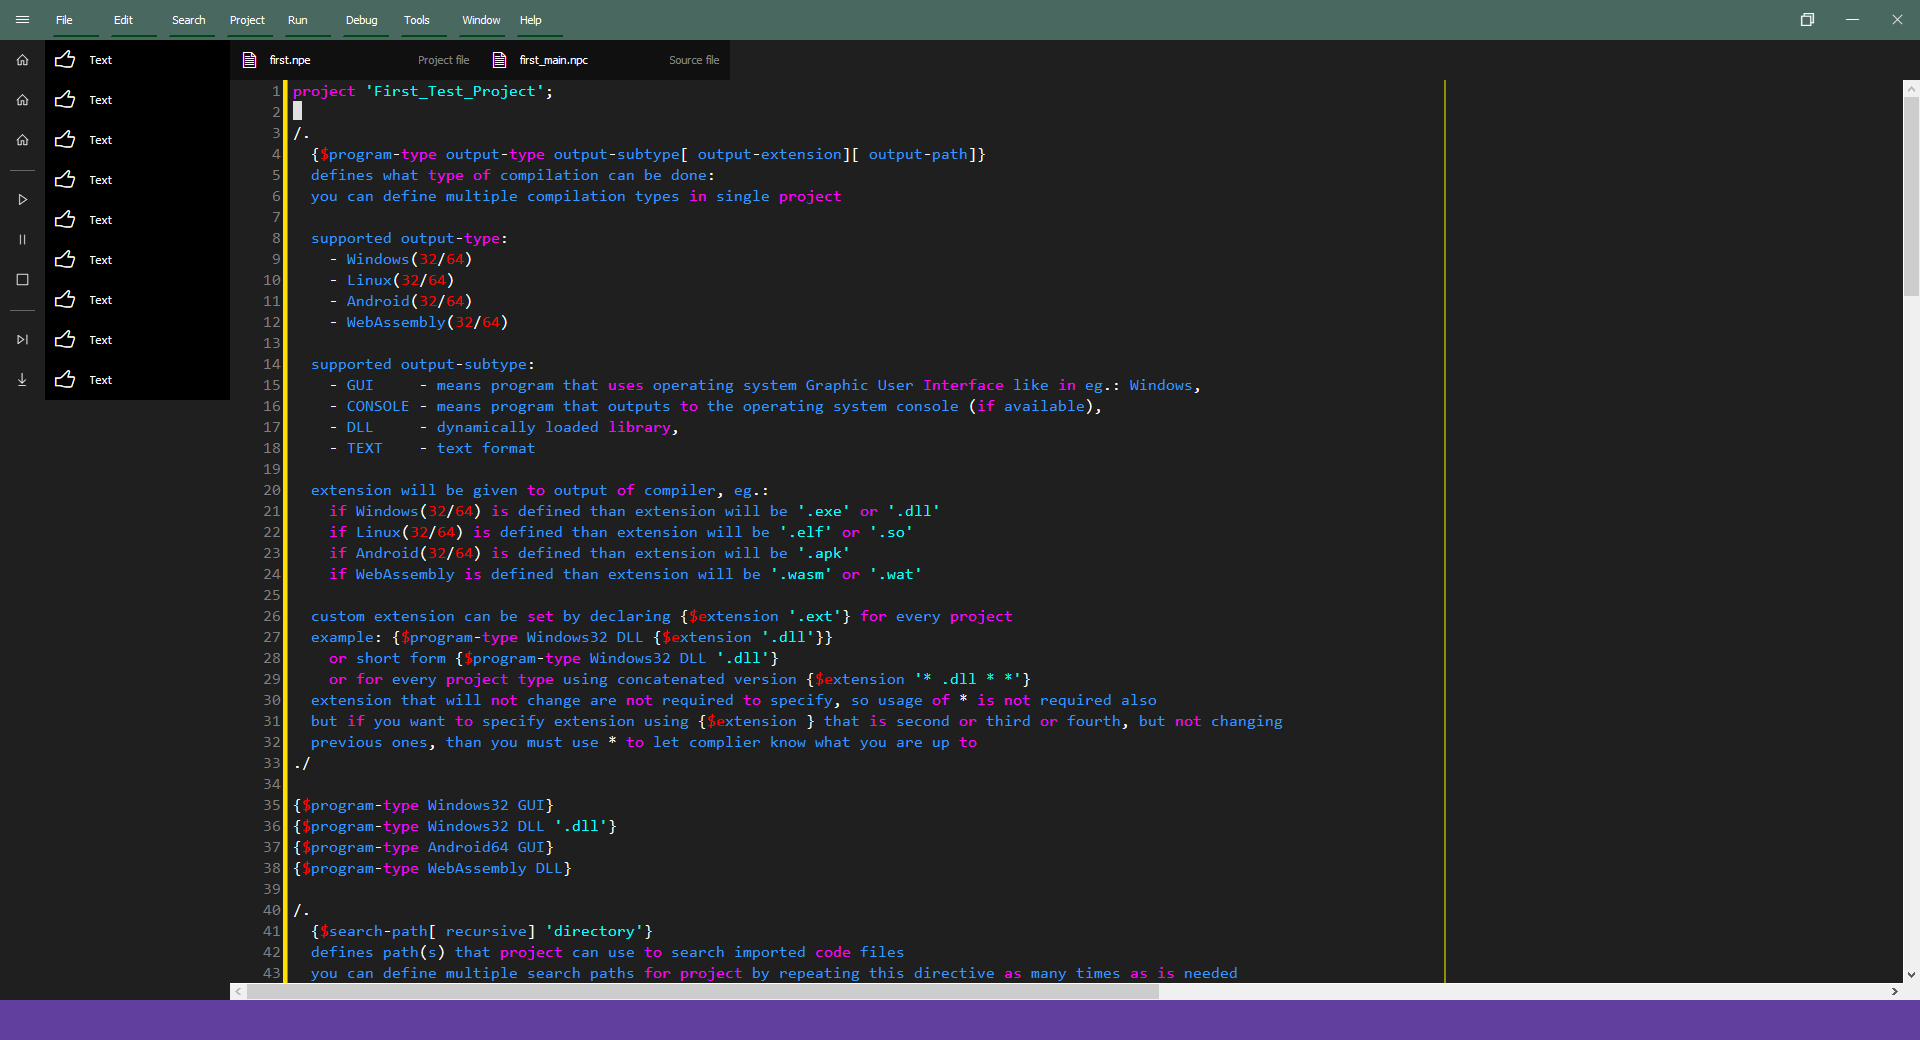 File Edit Search Project Run Debug Tools Window Help
Text
Text
Text
Text
Text
Text
Text
Text
Text
first.npe Project file first_main.npc Source file
1 project 'First_Test_Project';
2
3 /.
4   {$program-type output-type output-subtype[ output-extension][ output-path]}
5   defines what type of compilation can be done:
6   you can define multiple compilation types in single project
7
8   supported output-type:
9     - Windows(32/64)
10     - Linux(32/64)
11     - Android(32/64)
12     - WebAssembly(32/64)
13
14   supported output-subtype:
15     - GUI     - means program that uses operating system Graphic User Interface like in eg.: Windows,
16     - CONSOLE - means program that outputs to the operating system console (if available),
17     - DLL     - dynamically loaded library,
18     - TEXT    - text format
19
20   extension will be given to output of compiler, eg.:
21     if Windows(32/64) is defined than extension will be '.exe' or '.dll'
22     if Linux(32/64) is defined than extension will be '.elf' or '.so'
23     if Android(32/64) is defined than extension will be '.apk'
24     if WebAssembly is defined than extension will be '.wasm' or '.wat'
25
26   custom extension can be set by declaring {$extension '.ext'} for every project
27   example: {$program-type Windows32 DLL {$extension '.dll'}}
28     or short form {$program-type Windows32 DLL '.dll'}
29     or for every project type using concatenated version {$extension '* .dll * *'}
30   extension that will not change are not required to specify, so usage of * is not required also
31   but if you want to specify extension using {$extension } that is second or third or fourth, but not changing
32   previous ones, than you must use * to let complier know what you are up to
33 ./
34
35 {$program-type Windows32 GUI}
36 {$program-type Windows32 DLL '.dll'}
37 {$program-type Android64 GUI}
38 {$program-type WebAssembly DLL}
39
40 /.
41   {$search-path[ recursive] 'directory'}
42   defines path(s) that project can use to search imported code files
43   you can define multiple search paths for project by repeating this directive as many times as is needed